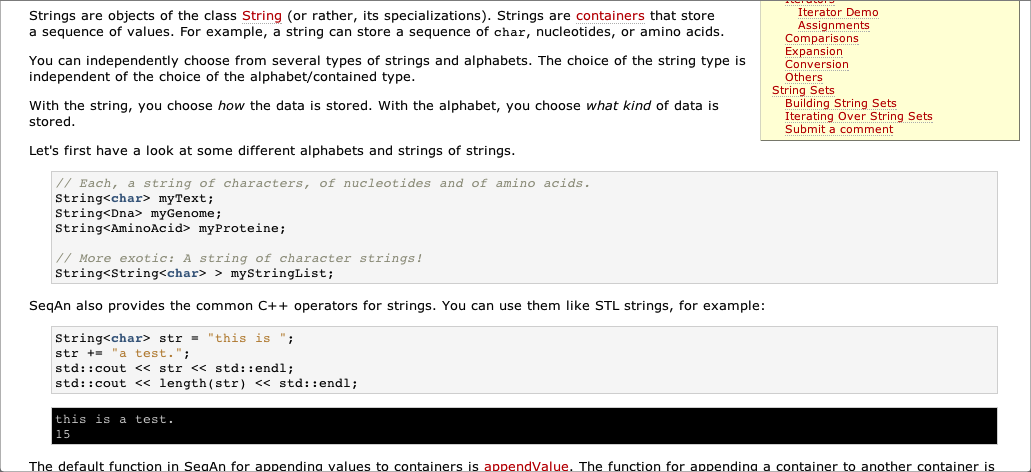 Strings are objects of the class String (or rather, its specializations). Strings are containers that store
a sequence of values. For example, a string can store a sequence of char, nucleotides, or amino acids.
You can independently choose from several types of strings and alphabets. The choice of the string type is
independent of the choice of the alphabet/contained type.
With the string, you choose how the data is stored. With the alphabet, you choose what kind of data is
stored.
Let's first have a look at some different alphabets and strings of strings.
Iterators
Iterator Demo
Assignments
Comparisons
Expansion
Conversion
Others
String Sets
Building String Sets
Iterating Over String Sets
Submit a comment
// Each, a string of characters, of nucleotides and of amino acids.
String<char> myText;
String<Dna> myGenome;
String<AminoAcid> myProteine;
// More exotic: A string of character strings!
String<String<char> > myStringList;
SeqAn also provides the common C++ operators for strings. You can use them like STL strings, for example:
String<char> str = "this is ";
str += "a test.";
std::cout << str << std::endl;
std::cout << length(str) << std::endl;
this is a test.
15
The default function in SeqAn for appending values to containers is appendValue. The function for appending a container to another container is